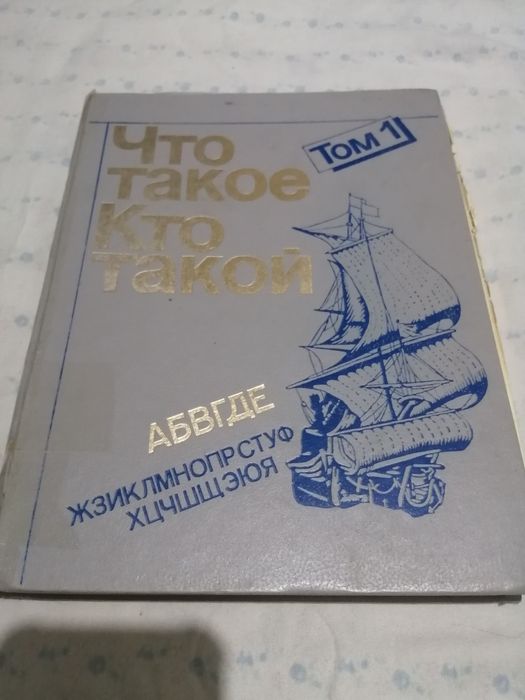 Что
такое
Кто
такой
Том 1
АБВГДЕ
ЖЗИКЛМНОПРСТУФ
ХЦЧШЩЭЮЯ